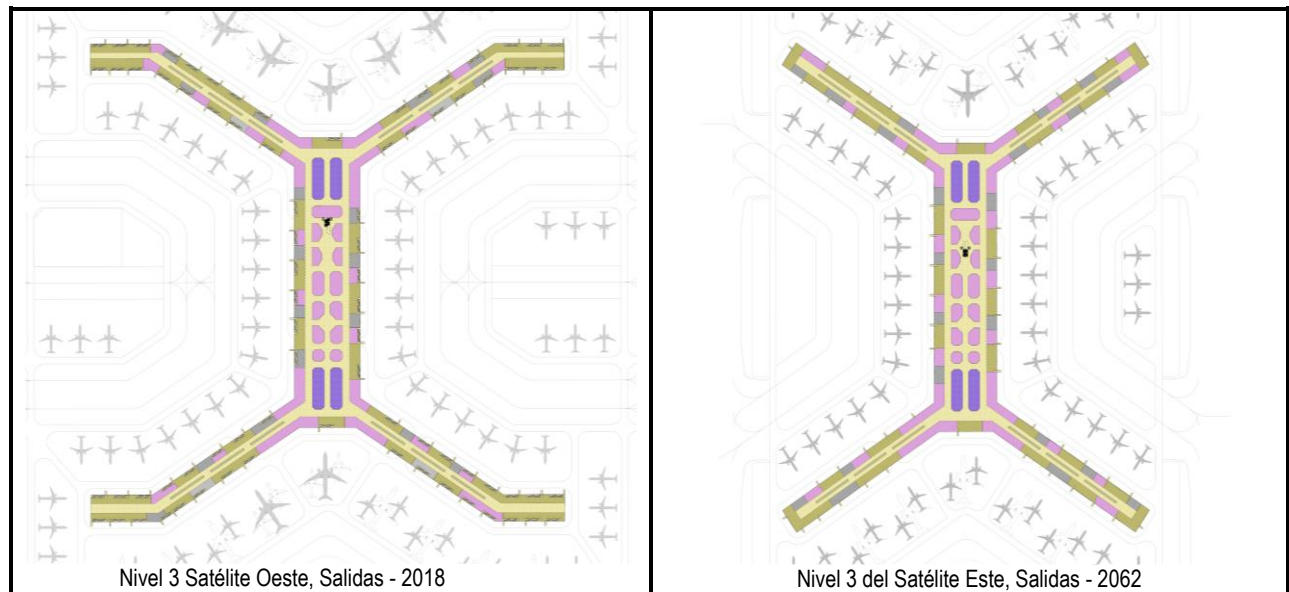 Nivel 3 Satélite Oeste, Salidas - 2018
Nivel 3 del Satélite Este, Salidas - 2062